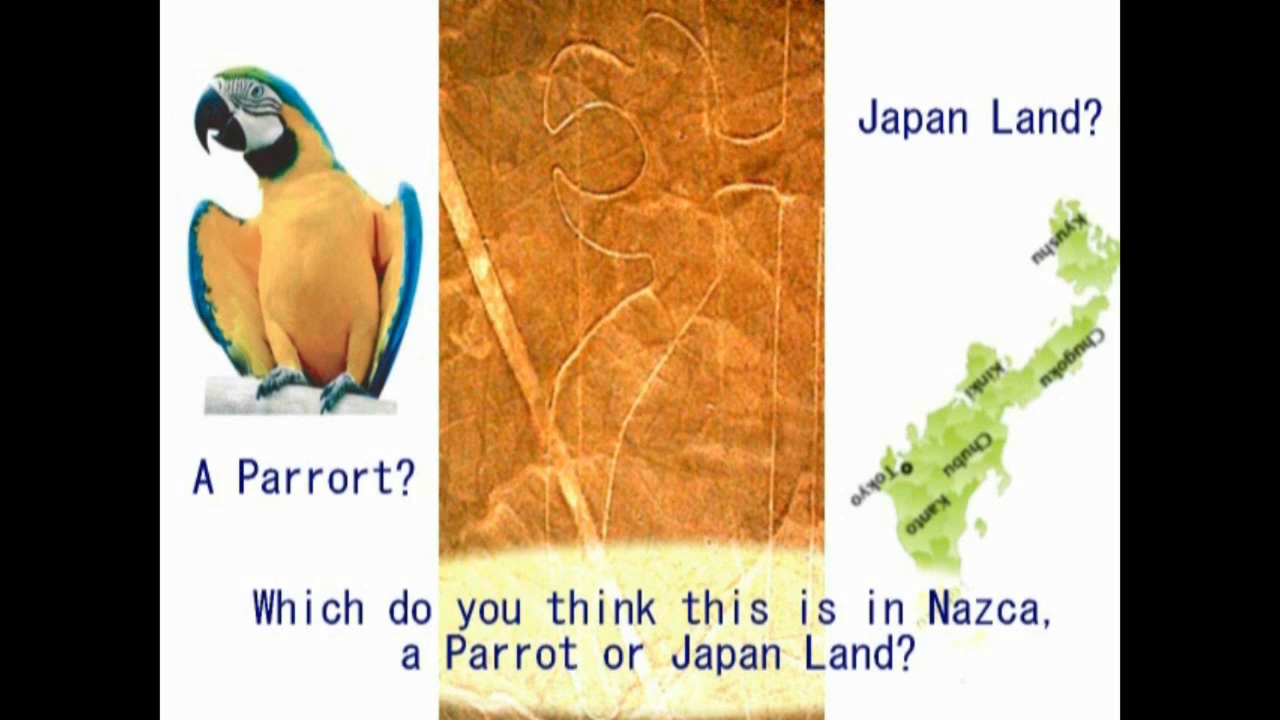 Japan Land?
Kyushu
Chugoku
Kinki
Chubu
Tokyo
Kanto
A Parrort?
Which do you think this is in Nazca,
a Parrot or Japan Land?